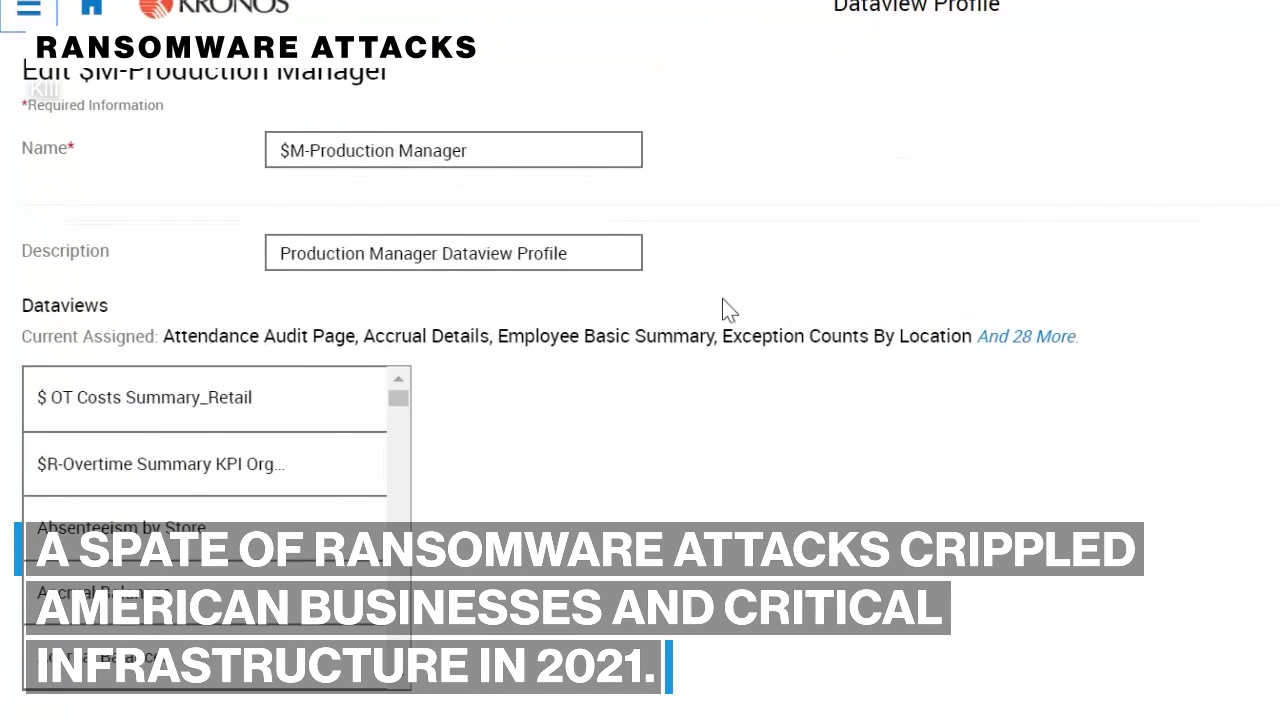 KRONOS
Dataview Profile
RANSOMWARE ATTACKS
Edit $M-Production Manager
Kill
*Required Information
Name*
$M-Production Manager
Description
Production Manager Dataview Profile
Dataviews
Current Assigned: Attendance Audit Page, Accrual Details, Employee Basic Summary, Exception Counts By Location And 28 More.
$ OT Costs Summary_Retail
$R-Overtime Summary KPI Org...
Absenteeism by Store
A SPATE OF RANSOMWARE ATTACKS CRIPPLED
Accrual Balances
AMERICAN BUSINESSES AND CRITICAL
INFRASTRUCTURE IN 2021.